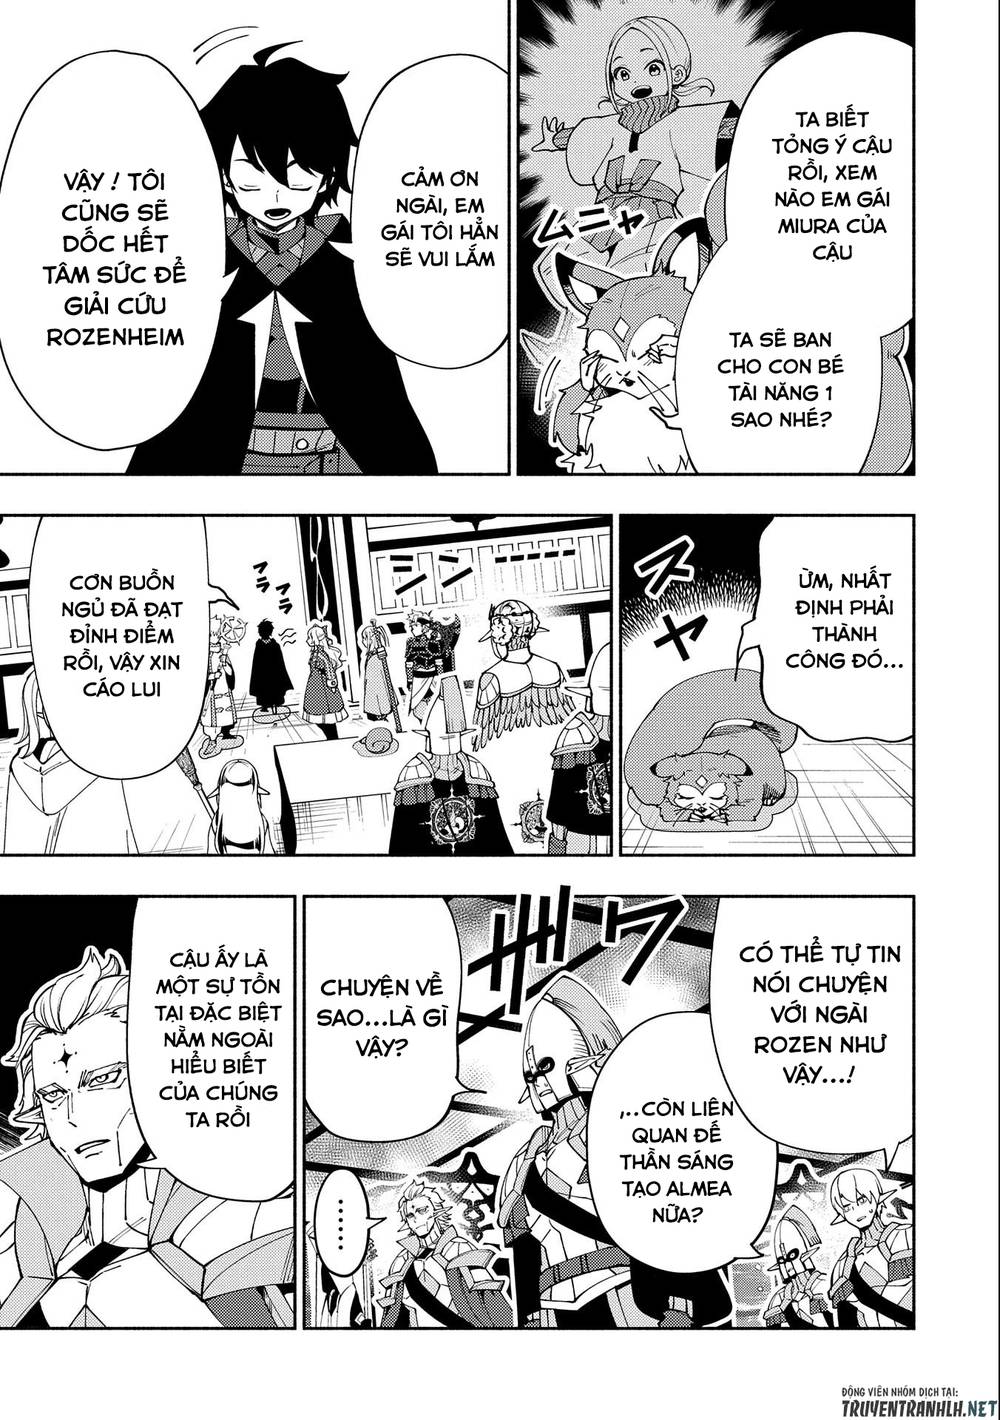 TA BIẾT
TỎNG Ý CẬU
RỒI, XEM
NÀO EM GÁI
MIURA CỦA
CẬU
TA SẼ BAN
CHO CON BÉ
TÀI NĂNG 1
SAO NHÉ?
ムニャ
CẢM ƠN
NGÀI, EM
GÁI TÔI HẲN
SẼ VUI LẮM
VẬY ! TÔI
CŨNG SẼ
DỐC HẾT
TÂM SỨC ĐỂ
GIẢI CỨU
ROZENHEIM
ỪM, NHẤT
ĐỊNH PHẢI
THÀNH
CÔNG ĐÓ...
スヤァ
シーン
フラ
フラ
CƠN BUỒN
NGỦ ĐÃ ĐẠT
ĐỈNH ĐIỂM
RỒI, VẬY XIN
CÁO LUI
CÓ THỂ TỰ TIN
NÓI CHUYỆN
VỚI NGÀI
ROZEN NHƯ
VẬY...!
ザワ
,..CÒN LIÊN
QUAN ĐẾ
THẦN SÁNG
TẠO ALMEA
NỮA?
CHUYỆN VỀ
SAO...LÀ GÌ
VẬY?
......
CẬU ẤY LÀ
MỘT SỰ TỒN
TẠI ĐẶC BIỆT
NẰM NGOÀI
HIỂU BIẾT
CỦA CHÚNG
TA RỒI
ĐỘNG VIÊN NHÓM DỊCH TẠI:
TRUYENTRANHLH.NET